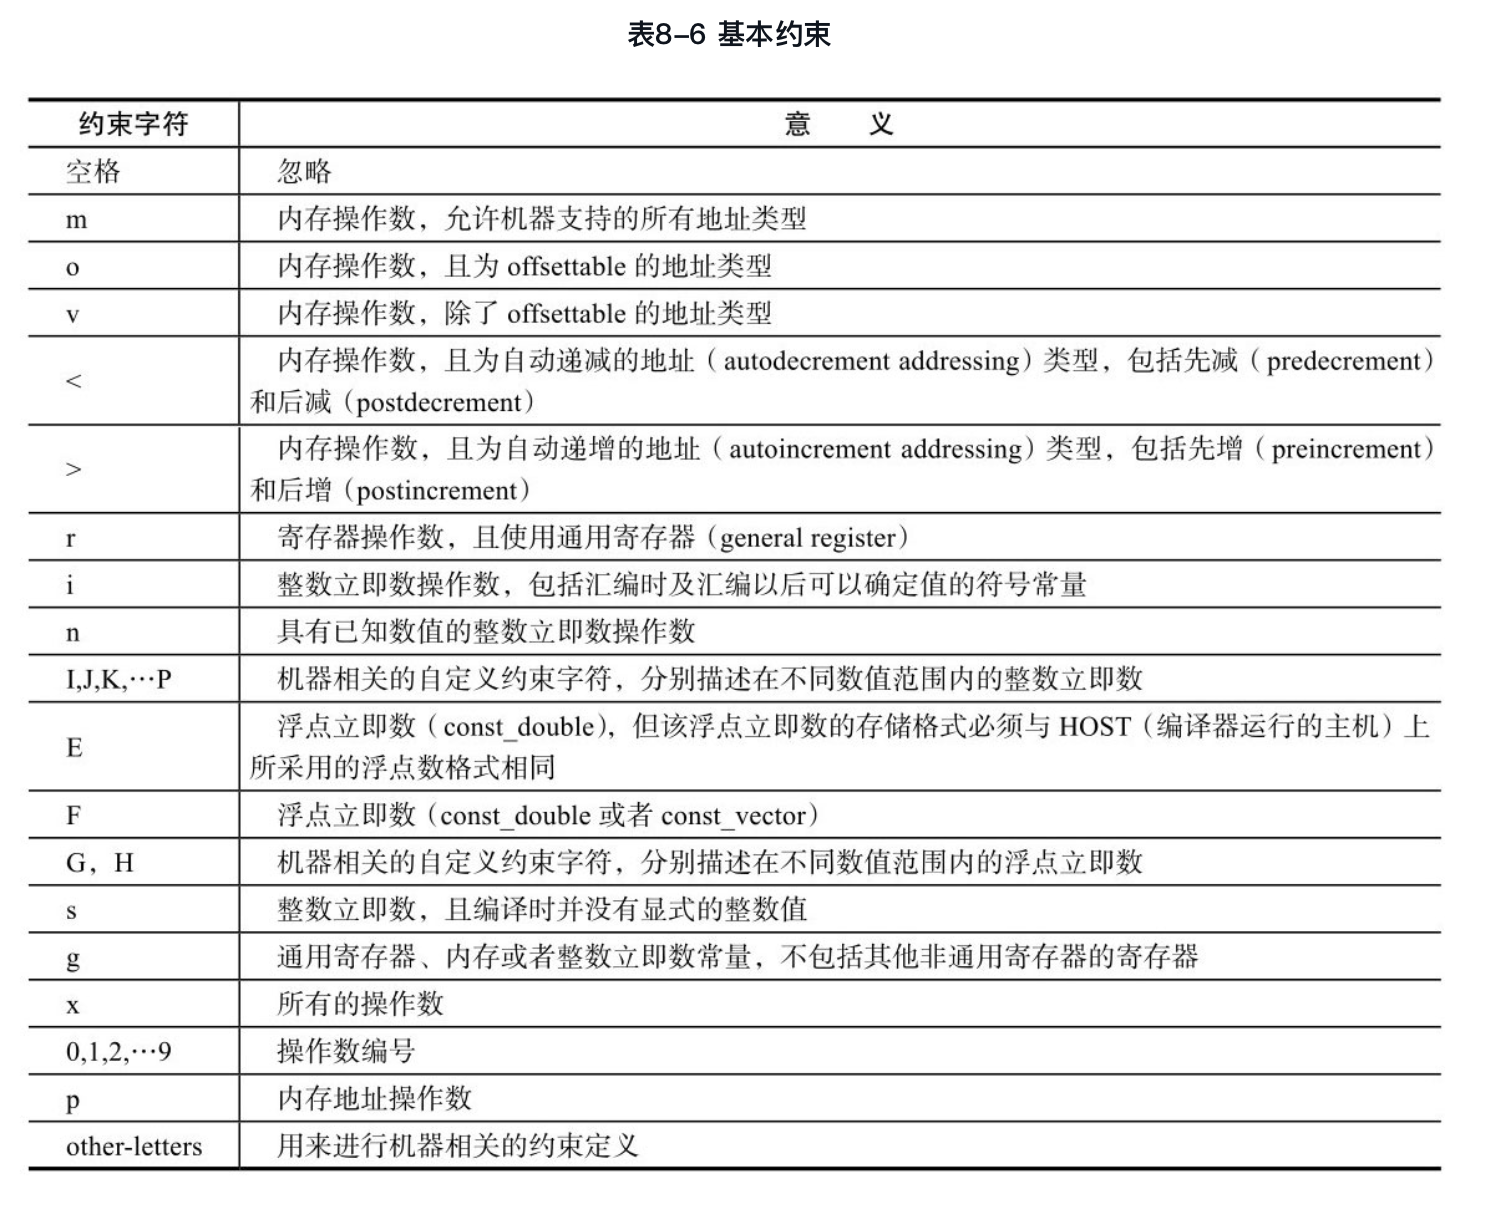 表8-6 基本约束
约束字符 意 义
空格 忽略
m 内存操作数，允许机器支持的所有地址类型
o 内存操作数，且为 offsettable 的地址类型
v 内存操作数，除了 offsettable 的地址类型
< 内存操作数，且为自动递减的地址（autodecrement addressing）类型，包括先减（predecrement）
和后减（postdecrement）
> 内存操作数，且为自动递增的地址（autoincrement addressing）类型，包括先增（preincrement）
和后增（postincrement）
r 寄存器操作数，且使用通用寄存器（general register）
i 整数立即数操作数，包括汇编时及汇编以后可以确定值的符号常量
n 具有已知数值的整数立即数操作数
I,J,K,…P 机器相关的自定义约束字符，分别描述在不同数值范围内的整数立即数
E 浮点立即数（const_double），但该浮点立即数的存储格式必须与 HOST（编译器运行的主机）上
所采用的浮点数格式相同
F 浮点立即数（const_double 或者 const_vector）
G，H 机器相关的自定义约束字符，分别描述在不同数值范围内的浮点立即数
s 整数立即数，且编译时并没有显式的整数值
g 通用寄存器、内存或者整数立即数常量，不包括其他非通用寄存器的寄存器
x 所有的操作数
0,1,2,…9 操作数编号
p 内存地址操作数
other-letters 用来进行机器相关的约束定义